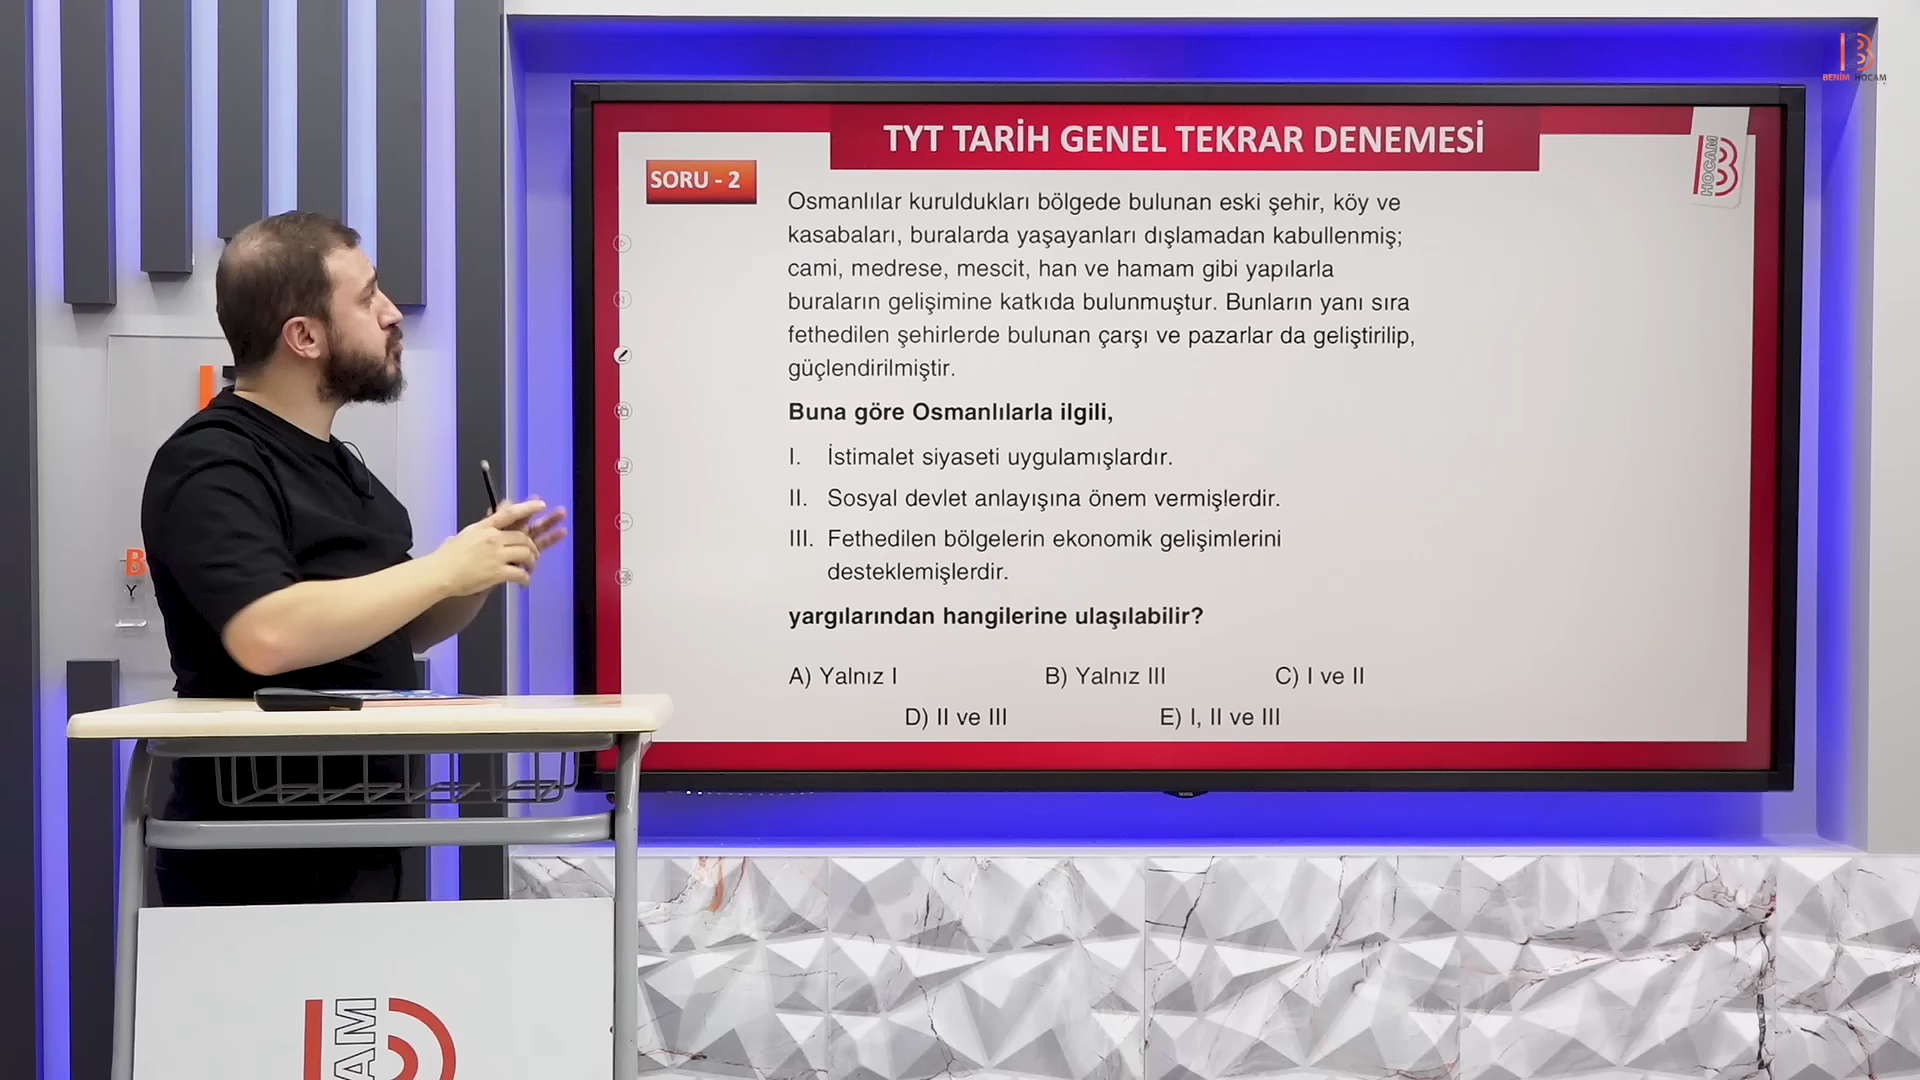 BENİM HOCAM
TYT TARİH GENEL TEKRAR DENEMESİ
HOCAM
SORU - 2
Osmanlılar kuruldukları bölgede bulunan eski şehir, köy ve
kasabaları, buralarda yaşayanları dışlamadan kabullenmiş;
cami, medrese, mescit, han ve hamam gibi yapılarla
buraların gelişimine katkıda bulunmuştur. Bunların yanı sıra
fethedilen şehirlerde bulunan çarşı ve pazarlar da geliştirilip,
güçlendirilmiştir.
Buna göre Osmanlılarla ilgili,
I. İstimalet siyaseti uygulamışlardır.
II. Sosyal devlet anlayışına önem vermişlerdir.
III. Fethedilen bölgelerin ekonomik gelişimlerini
desteklemişlerdir.
yargılarından hangilerine ulaşılabilir?
A) Yalnız I B) Yalnız III C) I ve II
D) II ve III E) I, II ve III